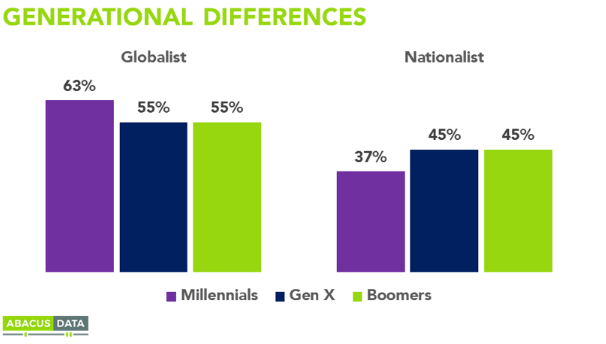 GENERATIONAL DIFFERENCES
Globalist
63%
55%
55%
Nationalist
37%
45%
45%
Millennials
Gen X
Boomers
ABACUS DATA